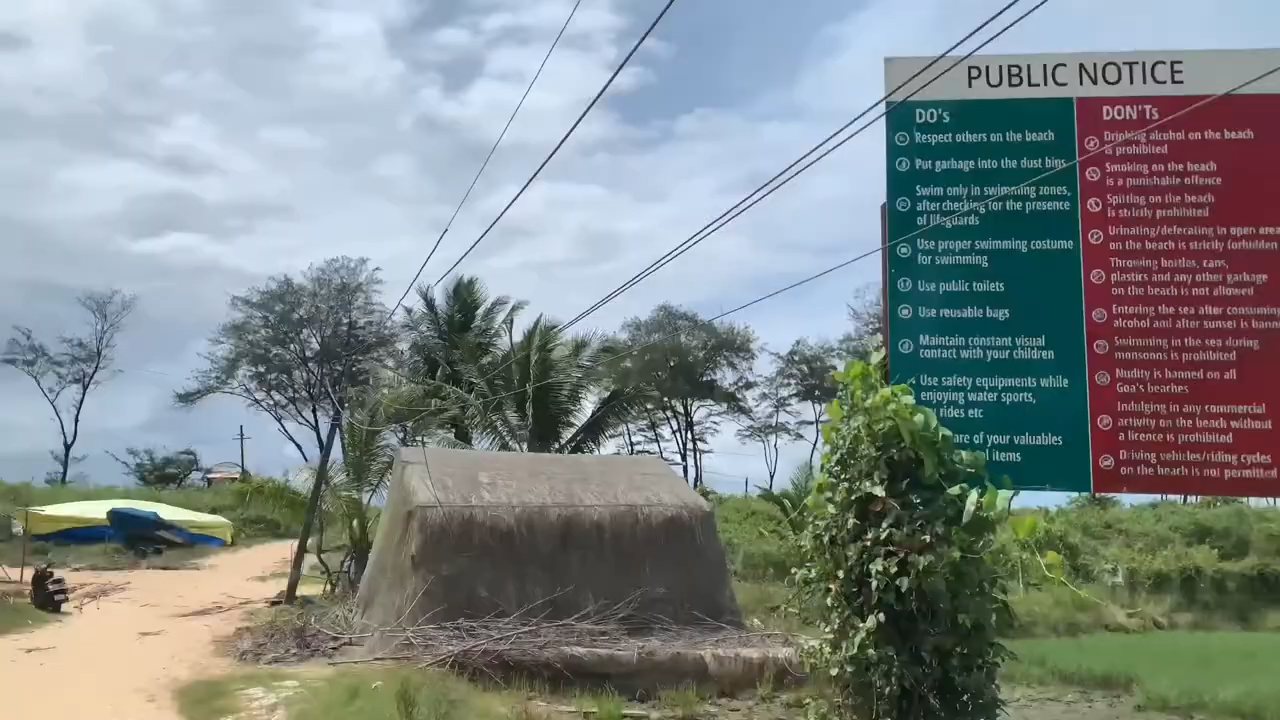 PUBLIC NOTICE
DO's
Respect others on the beach
Put garbage into the dust bins
Swim only in swimming zones,
after checking for the presence
of lifeguards
Use proper swimming costume
for swimming
Use public toilets
Use reusable bags
Maintain constant visual
contact with your children
Use safety equipments while
enjoying water sports,
rides etc
of your valuables
items
DON'Ts
Drinking alcohol on the beach
is prohibited
Smoking on the beach
is a punishable offence
Spitting on the beach
is strictly prohibited
Urinating/defecating in open area
on the beach is strictly forbidden
Throwing bottles, cans,
plastics and any other garbage
on the beach is not allowed
Entering the sea after consuming
alcohol and after sunset is
Swimming in the sea during
monsoons is prohibited
Nudity is banned on all
Goa's beaches
Indulging in any commercial
activity on the beach without
a licence is prohibited
Driving vehicles/riding cycles
on the beach is not permitted